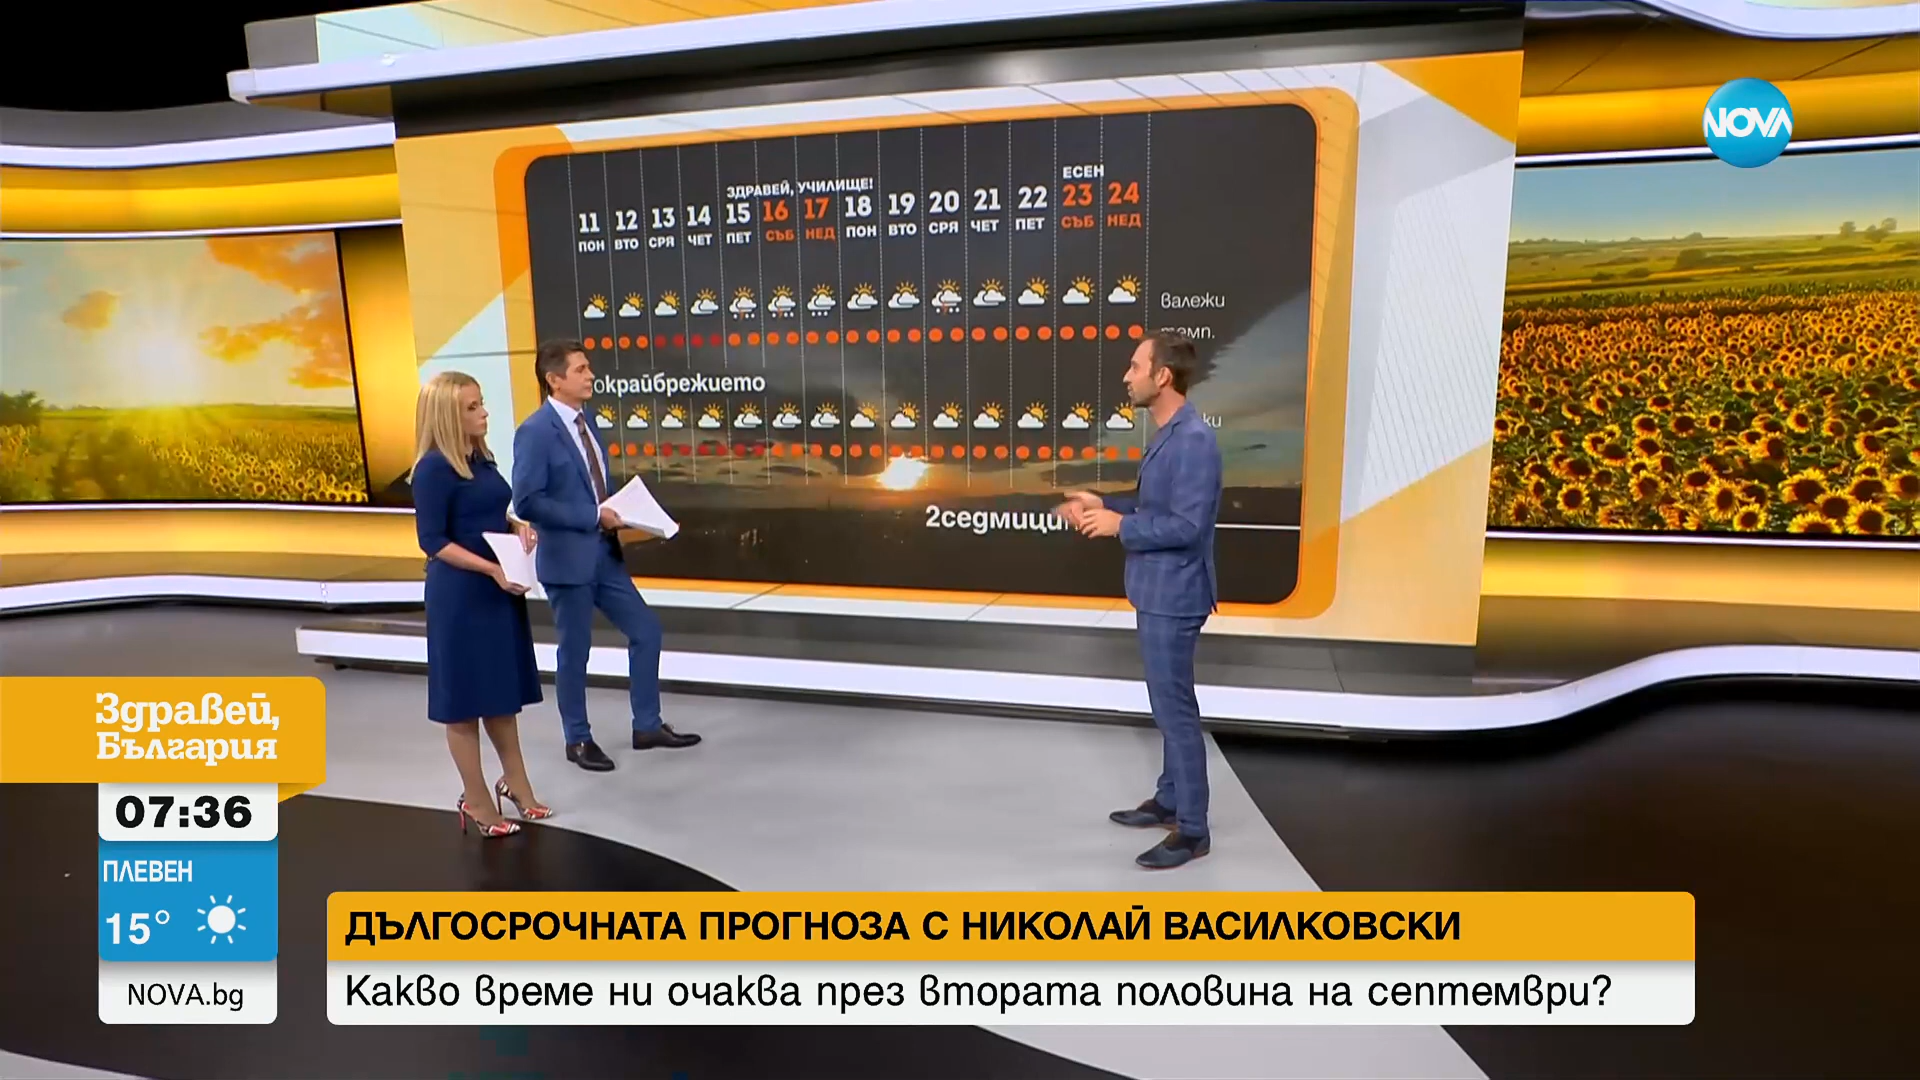 NOVA
ЗДРАВЕЙ, УЧИЛИЩЕ!
ЕСЕН
11 12 13 14 15 16 17 18 19 20 21 22 23 24
ПОН ВТО СРЯ ЧЕТ ПЕТ СЪБ НЕД ПОН ВТО СРЯ ЧЕТ ПЕТ СЪБ НЕД
валежи
Здравей,
България
07:36
ПЛЕВЕН
15°
NOVA.bg
ДЪЛГОСРОЧНАТА ПРОГНОЗА С НИКОЛАЙ ВАСИЛКОВСКИ
Какво време ни очаква през втората половина на септември?